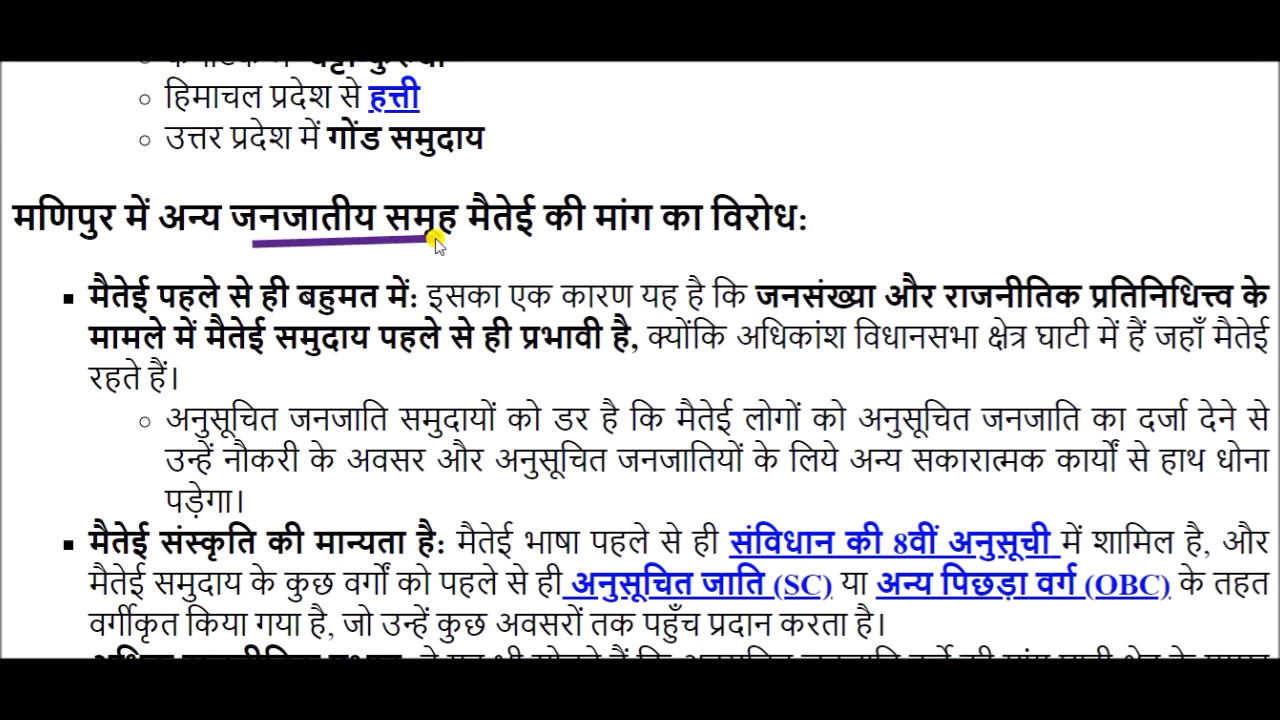 हिमाचल प्रदेश से हत्ती
उत्तर प्रदेश में गोंड समुदाय
मणिपुर में अन्य जनजातीय समूह मैतेई की मांग का विरोध:
मैतेई पहले से ही बहुमत में: इसका एक कारण यह है कि जनसंख्या और राजनीतिक प्रतिनिधित्त्व के
मामले में मैतेई समुदाय पहले से ही प्रभावी है, क्योंकि अधिकांश विधानसभा क्षेत्र घाटी में हैं जहाँ मैतेई
रहते हैं।
अनुसूचित जनजाति समुदायों को डर है कि मैतेई लोगों को अनुसूचित जनजाति का दर्जा देने से
उन्हें नौकरी के अवसर और अनुसूचित जनजातियों के लिये अन्य सकारात्मक कार्यों से हाथ धोना
पड़ेगा।
मैतेई संस्कृति की मान्यता है: मैतेई भाषा पहले से ही संविधान की 8वीं अनुसूची में शामिल है, और
मैतेई समुदाय के कुछ वर्गों को पहले से ही अनुसूचित जाति (SC) या अन्य पिछड़ा वर्ग (OBC) के तहत
वर्गीकृत किया गया है, जो उन्हें कुछ अवसरों तक पहुँच प्रदान करता है।